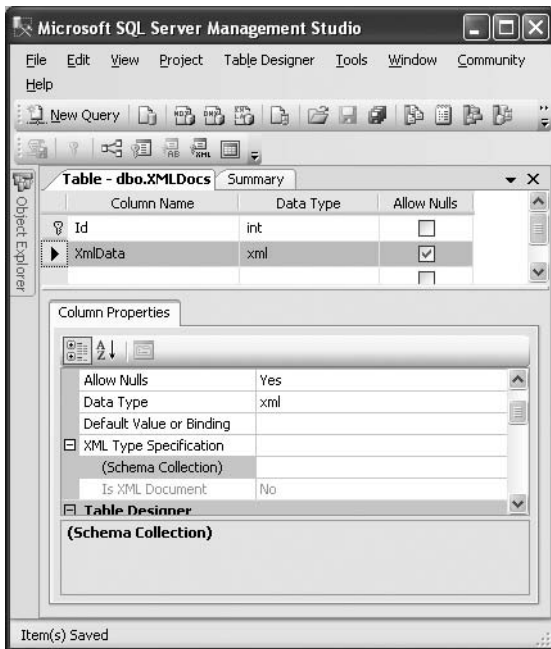 Microsoft SQL Server Management Studio
File Edit View Project Table Designer Tools Window Community
Help
New Query
Table - dbo.XMLDocs Summary
Object Explorer
Column Name Data Type Allow Nulls
Id int
XmlData xml
Column Properties
Allow Nulls Yes
Data Type xml
Default Value or Binding
XML Type Specification
(Schema Collection)
Is XML Document No
Table Designer
(Schema Collection)
Item(s) Saved